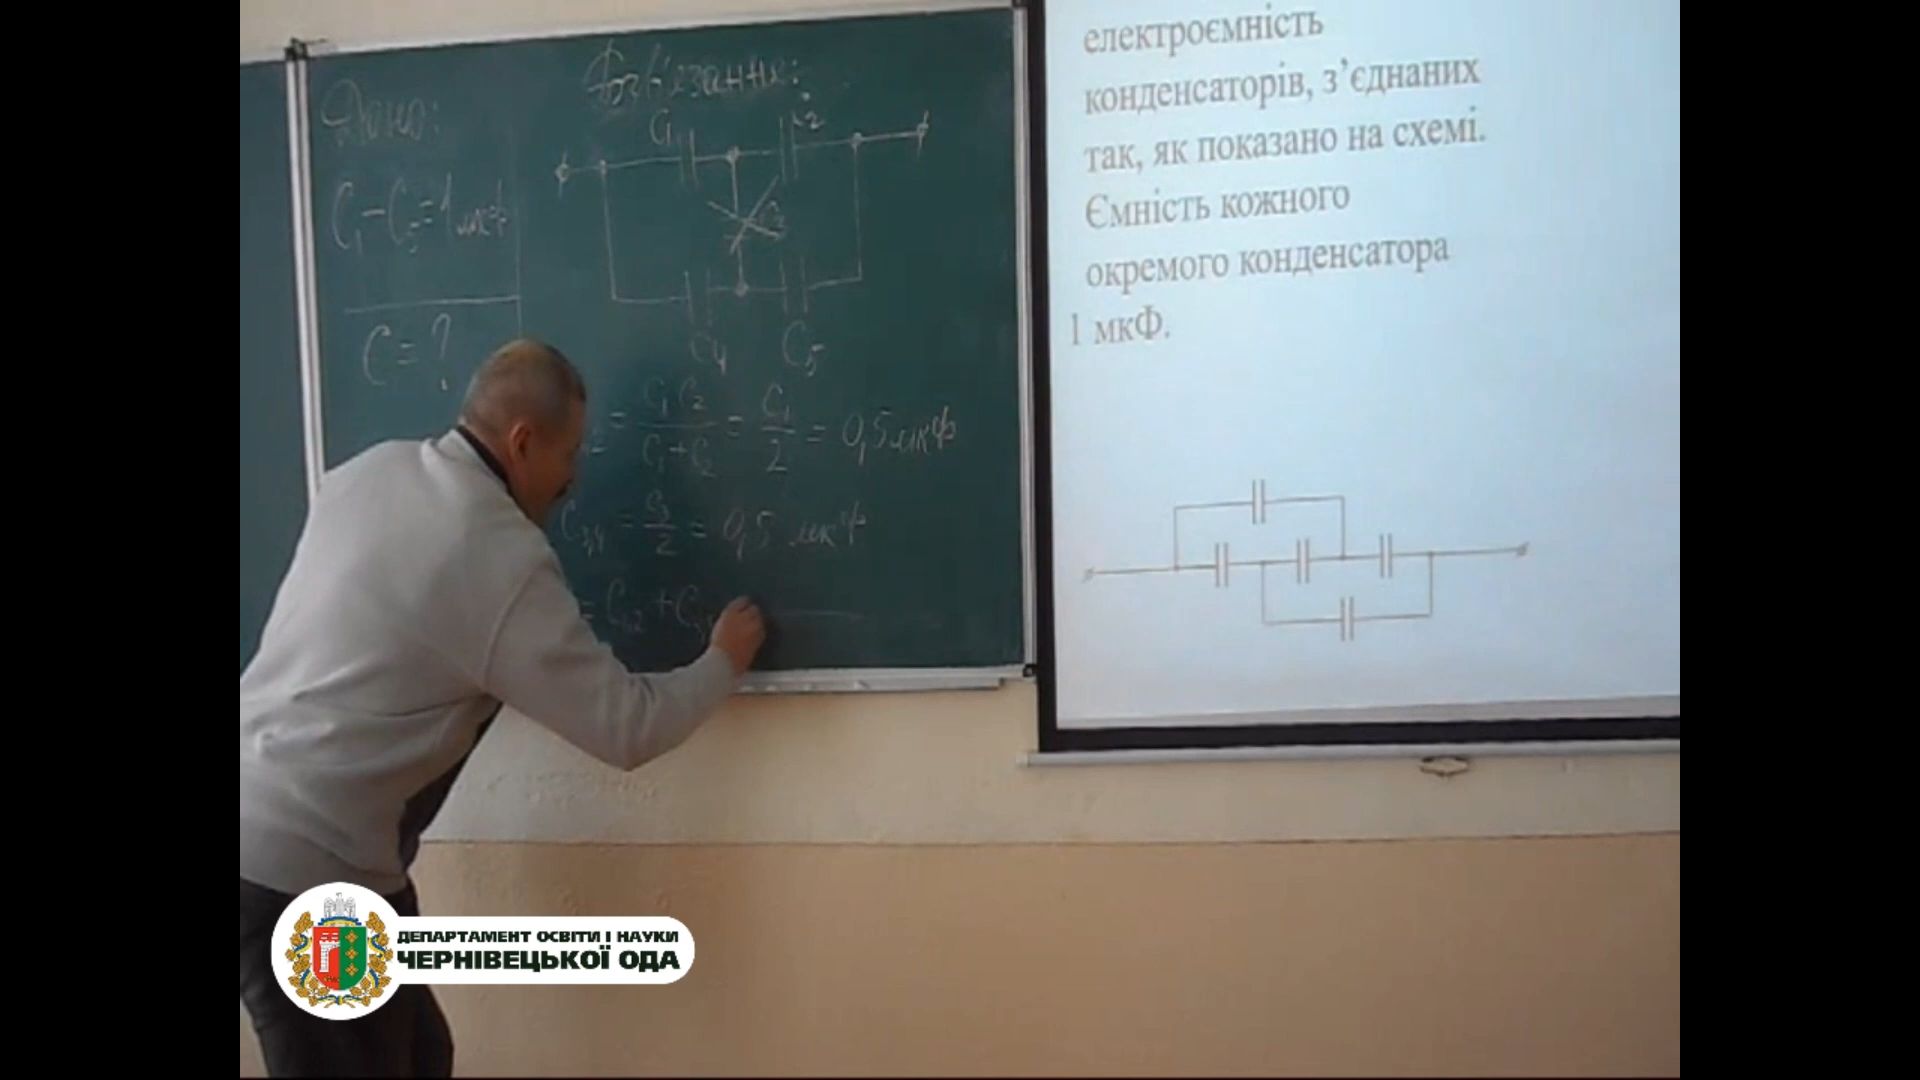 Дано:
C₁ – C₅ = 1 мкФ
C = ?
Розв'язання:
C₁
C₄ C₅
= C₁ C₂ / C₁ + C₂ = C₁ / 2 = 0,5 мкФ
C₃,₄ = C₃ / 2 = 0,5 мкФ
= C₁,₂ + C
електроємність
конденсаторів, з’єднаних
так, як показано на схемі.
Ємність кожного
окремого конденсатора
1 мкФ.
ДЕПАРТАМЕНТ ОСВІТИ І НАУКИ
ЧЕРНІВЕЦЬКОЇ ОДА